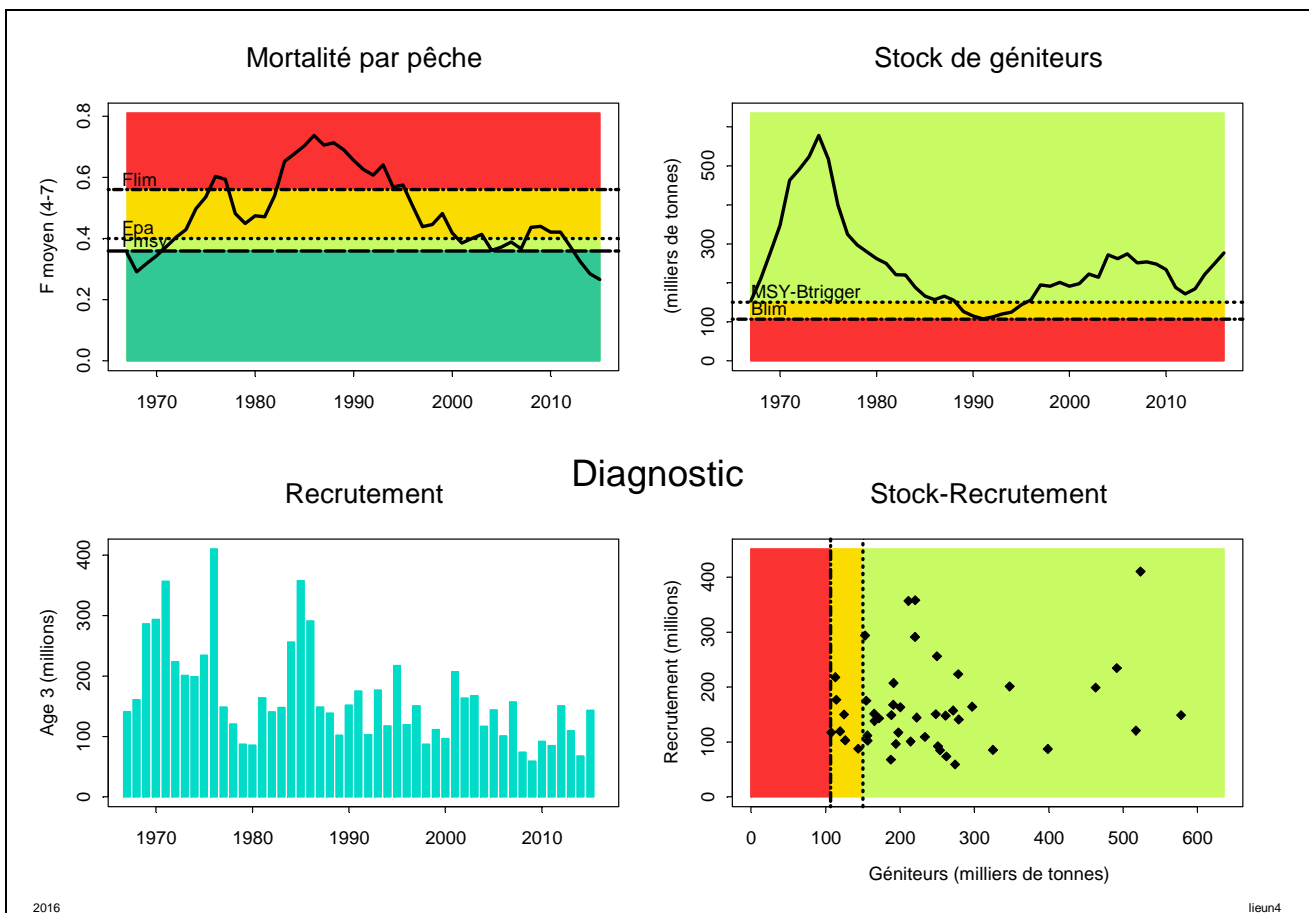 Mortalité par pêche
F moyen (4-7)
0.0 0.2 0.4 0.6 0.8
Flim
Fpa
Fmsy
1970 1980 1990 2000 2010
Stock de géniteurs
(milliers de tonnes)
0 100 300 500
MSY-Btrigger
Blim
1970 1980 1990 2000 2010
Diagnostic
Recrutement
Age 3 (millions)
0 100 200 300 400
1970 1980 1990 2000 2010
Stock-Recrutement
Recrutement (millions)
0 100 200 300 400
0 100 200 300 400 500 600
Géniteurs (milliers de tonnes)
2016
lieun4